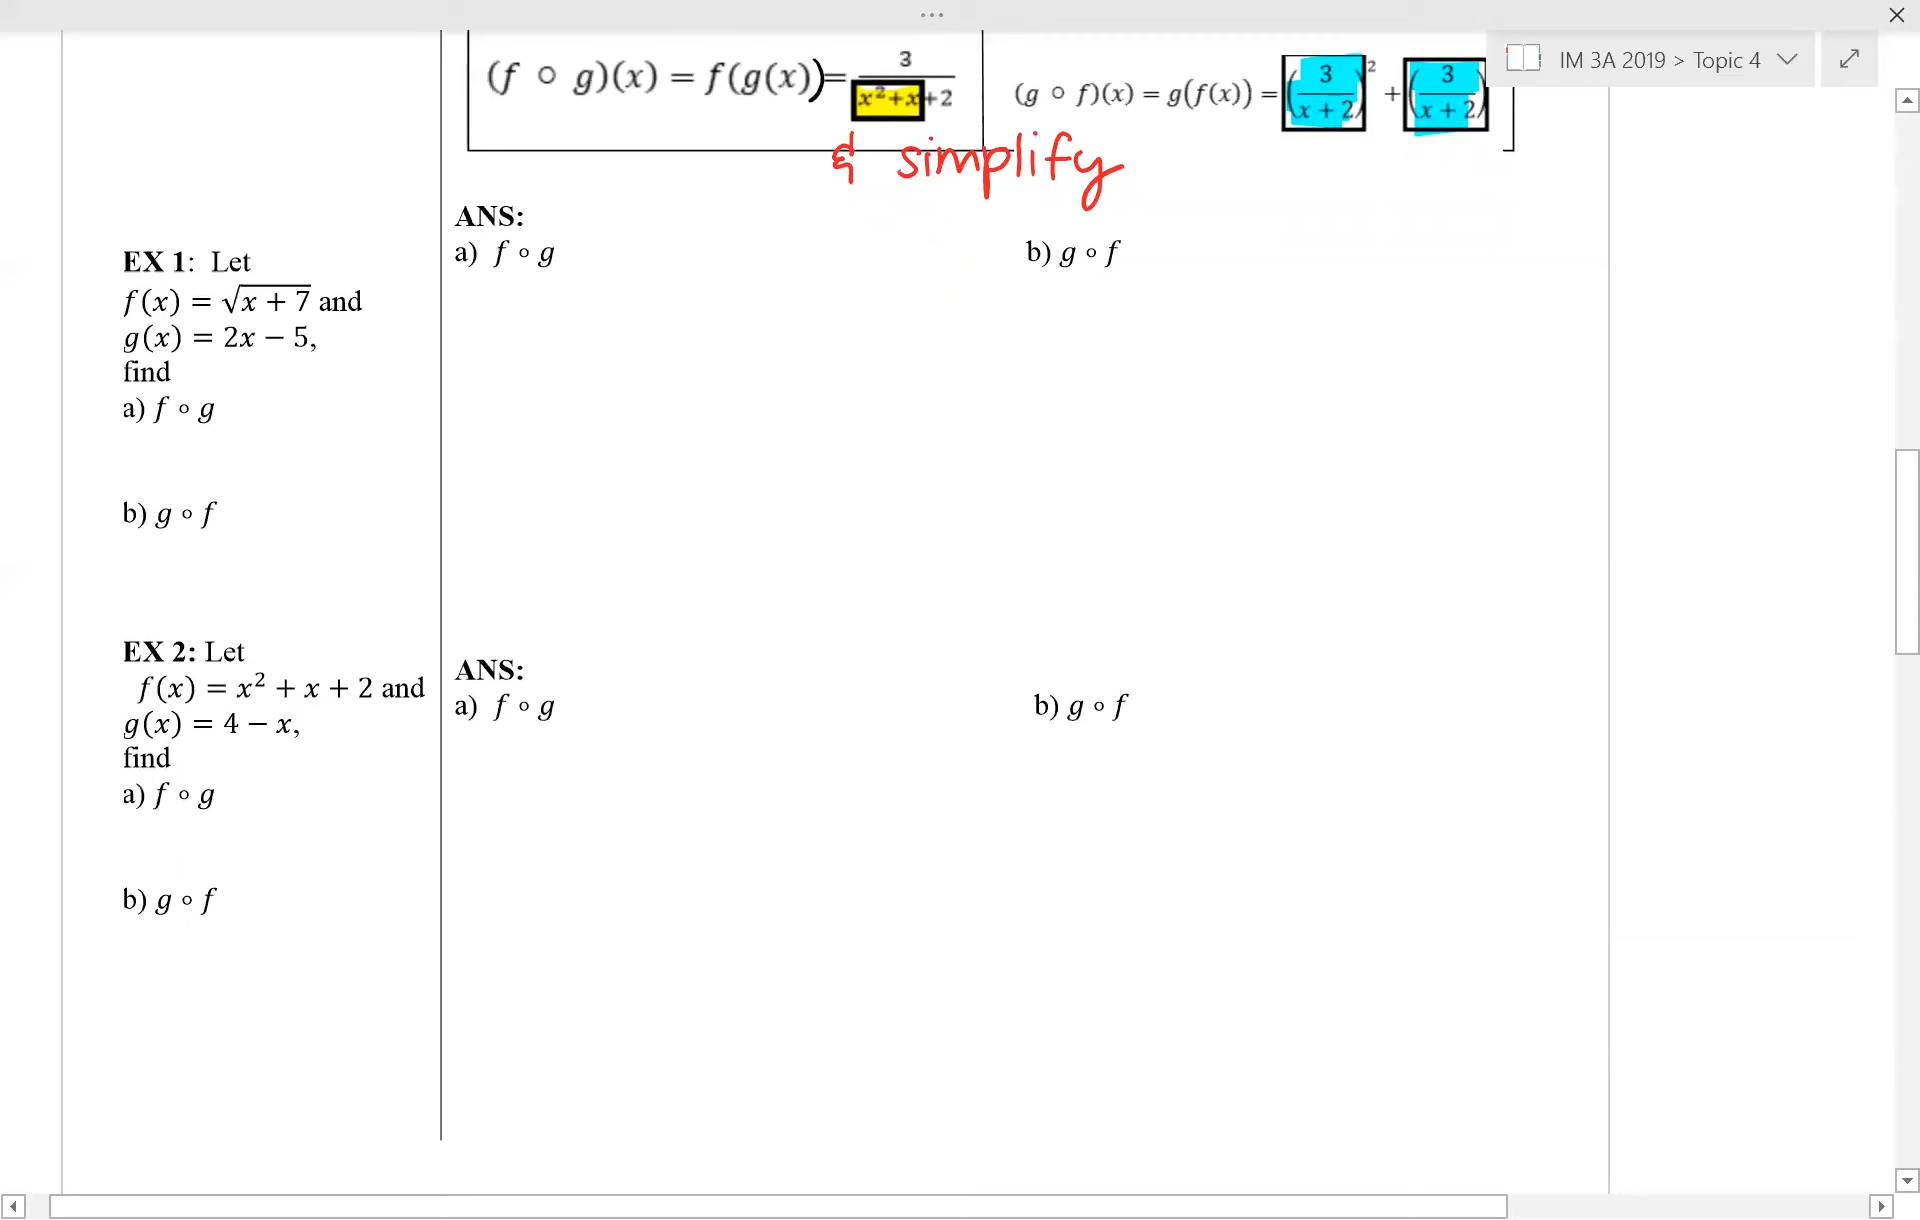 ...
IM 3A 2019 > Topic 4
(f ∘ g)(x) = f(g(x)) = 3/(x²+x+2)
(g ∘ f)(x) = g(f(x)) = (3/(x + 2))² + (3/(x + 2))
& simplify
ANS:
a) f ∘ g
b) g ∘ f
EX 1: Let
f(x) = √(x + 7) and
g(x) = 2x − 5,
find
a) f ∘ g
b) g ∘ f
EX 2: Let
f(x) = x² + x + 2 and
g(x) = 4 − x,
find
a) f ∘ g
b) g ∘ f
ANS:
a) f ∘ g
b) g ∘ f